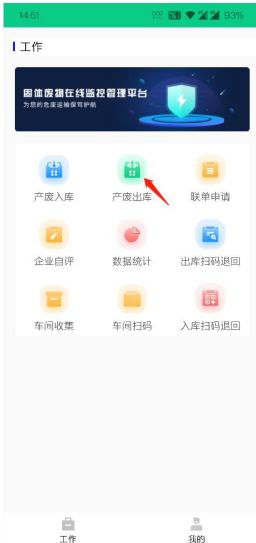 14:51
93%
工作
固体废物在线监控管理平台
为您的危废运输保驾护航
产废入库
产废出库
联单申请
企业自评
数据统计
出库扫码退回
车间收集
车间扫码
入库扫码退回
工作
我的